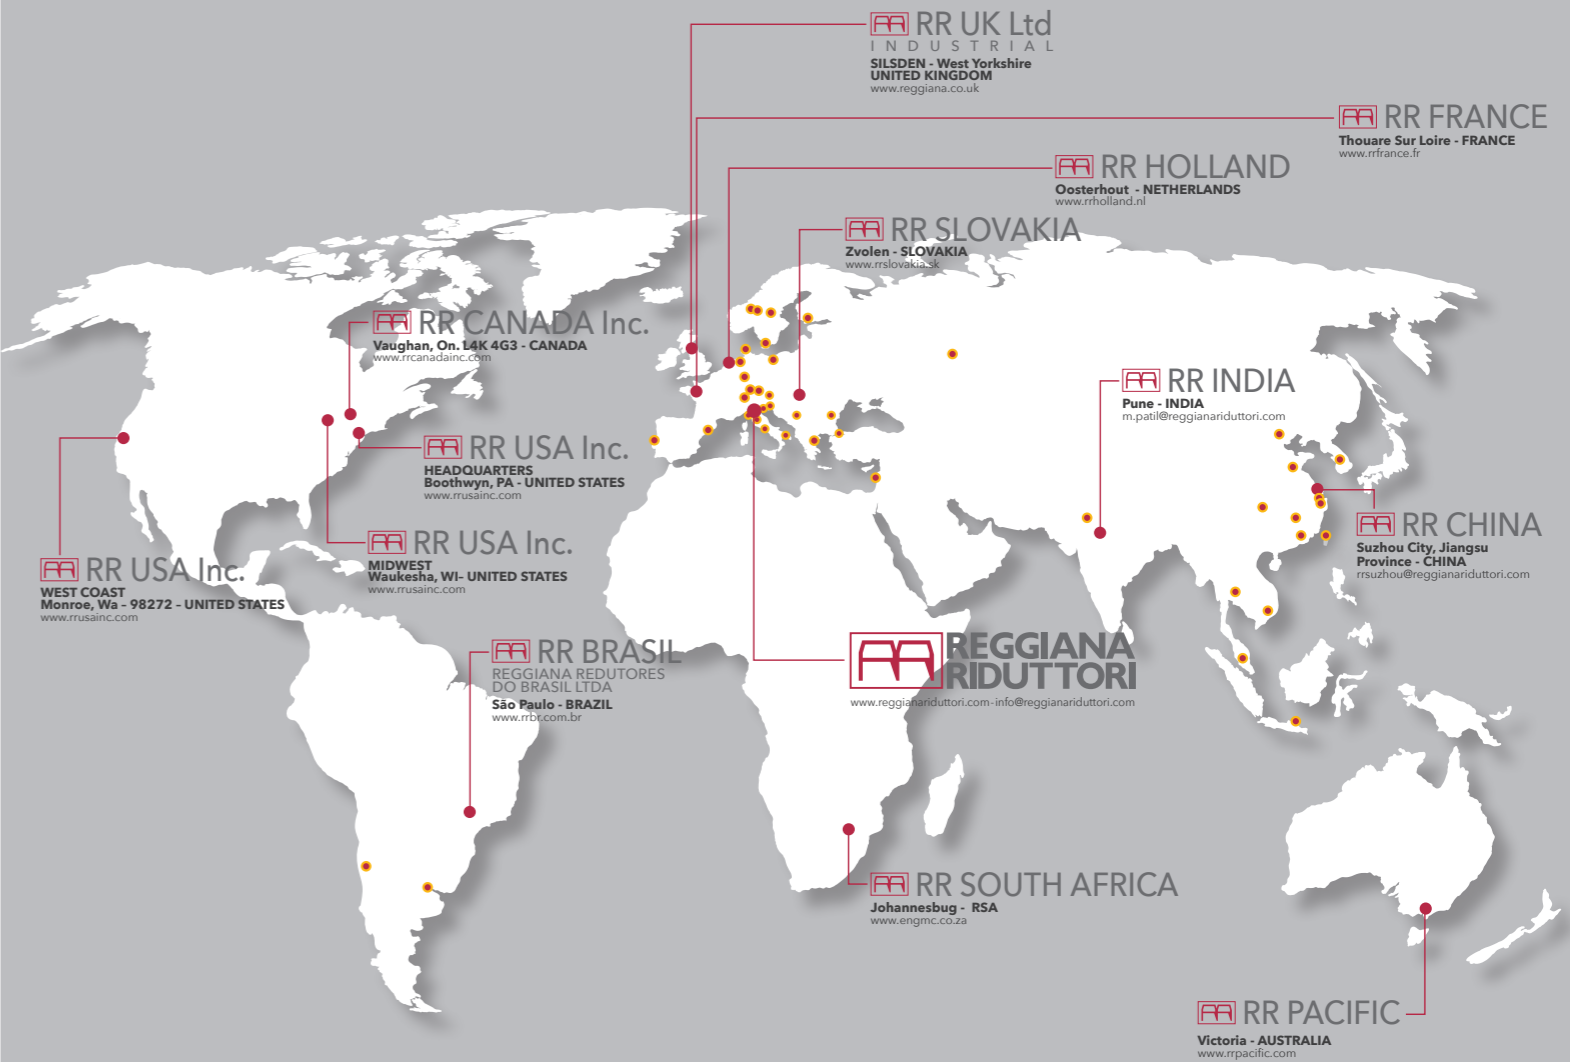 RR UK Ltd
INDUSTRIAL
SILSDEN - West Yorkshire
UNITED KINGDOM
www.reggiana.co.uk
RR FRANCE
Thouare Sur Loire - FRANCE
www.rrfrance.fr
RR HOLLAND
Oosterhout - NETHERLANDS
www.rrholland.nl
RR SLOVAKIA
Zvolen - SLOVAKIA
www.rrslovakia.sk
RR CANADA Inc.
Vaughan, On. L4K 4G3 - CANADA
www.rrcanadainc.com
RR INDIA
Pune - INDIA
m.patil@reggianariduttori.com
RR USA Inc.
HEADQUARTERS
Boothwyn, PA - UNITED STATES
www.rrusainc.com
RR USA Inc.
MIDWEST
Waukesha, WI- UNITED STATES
www.rrusainc.com
RR USA Inc.
WEST COAST
Monroe, Wa - 98272 - UNITED STATES
www.rrusainc.com
RR CHINA
Suzhou City, Jiangsu
Province - CHINA
rrsuzhou@reggianariduttori.com
RR BRASIL
REGGIANA REDUTORES
DO BRASIL LTDA
São Paulo - BRAZIL
www.rrbr.com.br
REGGIANA
RIDUTTORI
www.reggianariduttori.com-info@reggianariduttori.com
RR SOUTH AFRICA
Johannesbug - RSA
www.engmc.co.za
RR PACIFIC
Victoria - AUSTRALIA
www.rrpacific.com